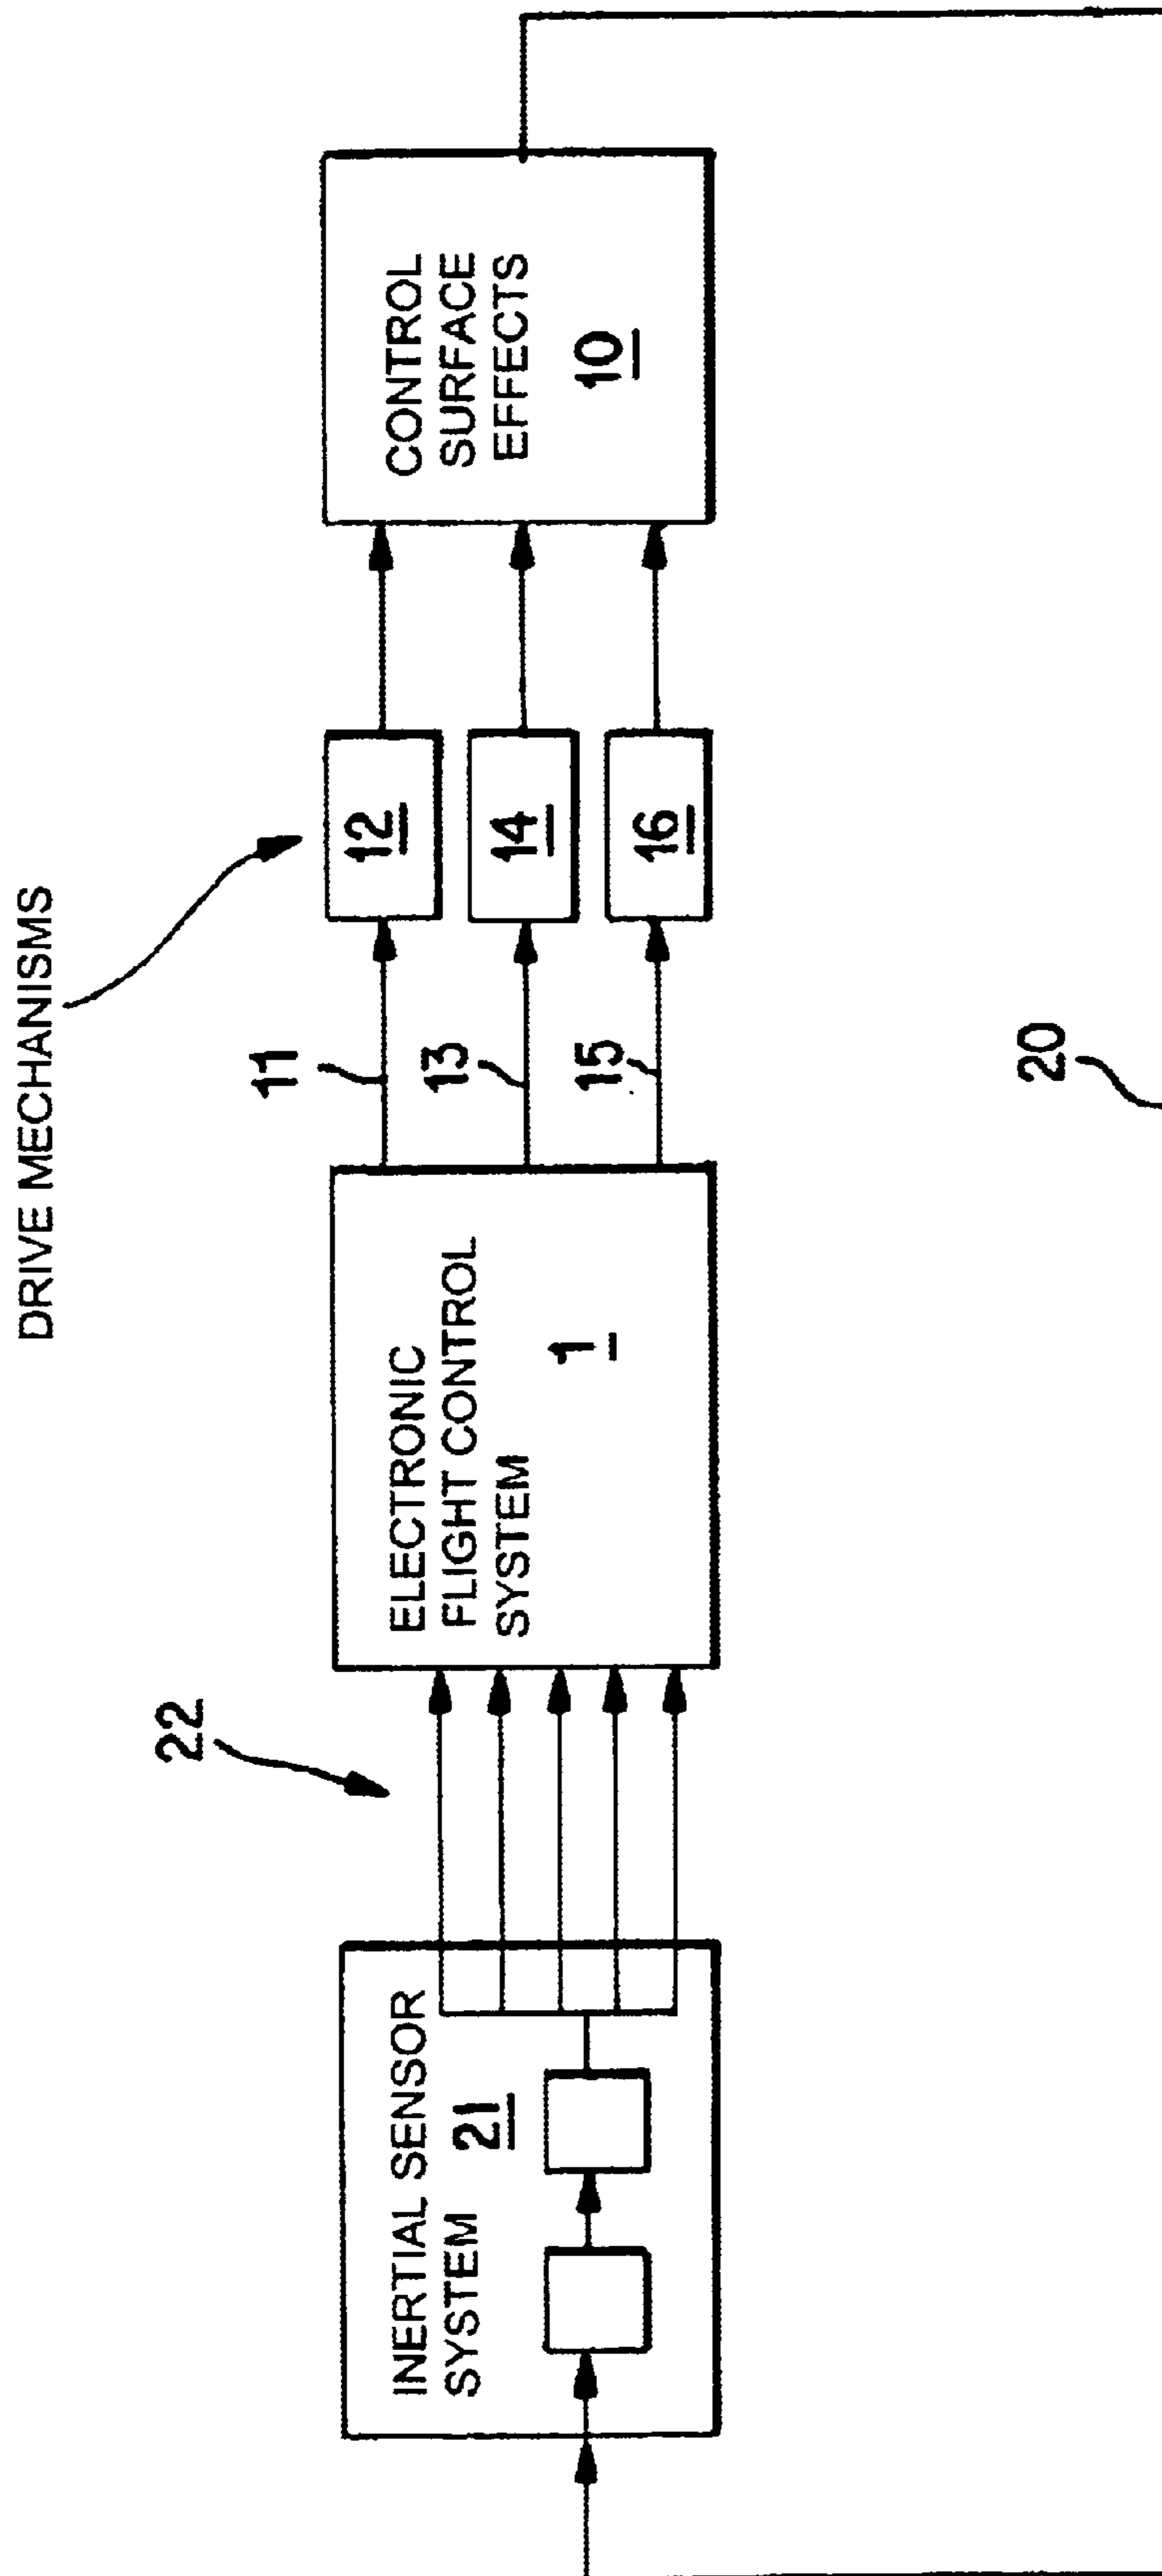 DRIVE MECHANISMS
22
11
12
INERTIAL SENSOR
SYSTEM
21
ELECTRONIC
FLIGHT CONTROL
SYSTEM
1
13
14
15
16
CONTROL
SURFACE
EFFECTS
10
20